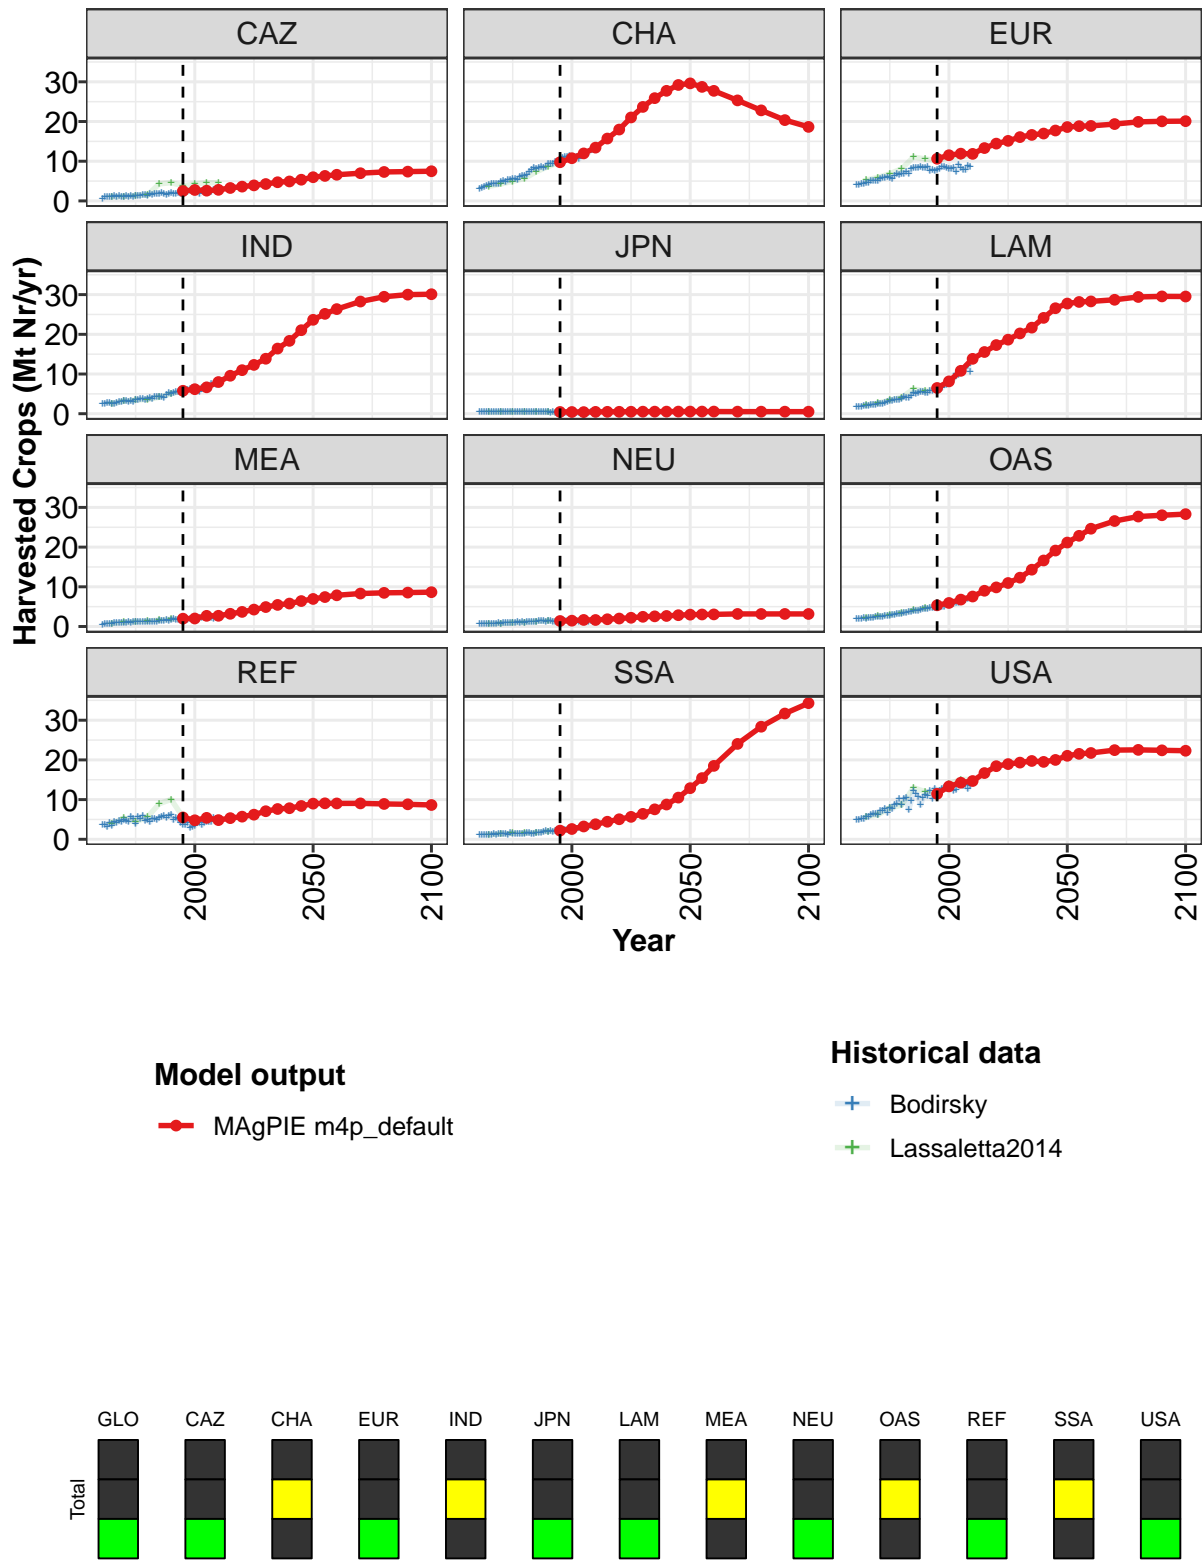 CAZ CHA EUR
30
20
10
0
IND JPN LAM
30
20
10
0
MEA NEU OAS
30
20
10
0
REF SSA USA
30
20
10
0
Harvested Crops (Mt Nr/yr)
2000 2050 2100 2000 2050 2100 2000 2050 2100
Year
Model output
MAgPIE m4p_default
Historical data
Bodirsky
Lassaletta2014
GLO CAZ CHA EUR IND JPN LAM MEA NEU OAS REF SSA USA
Total